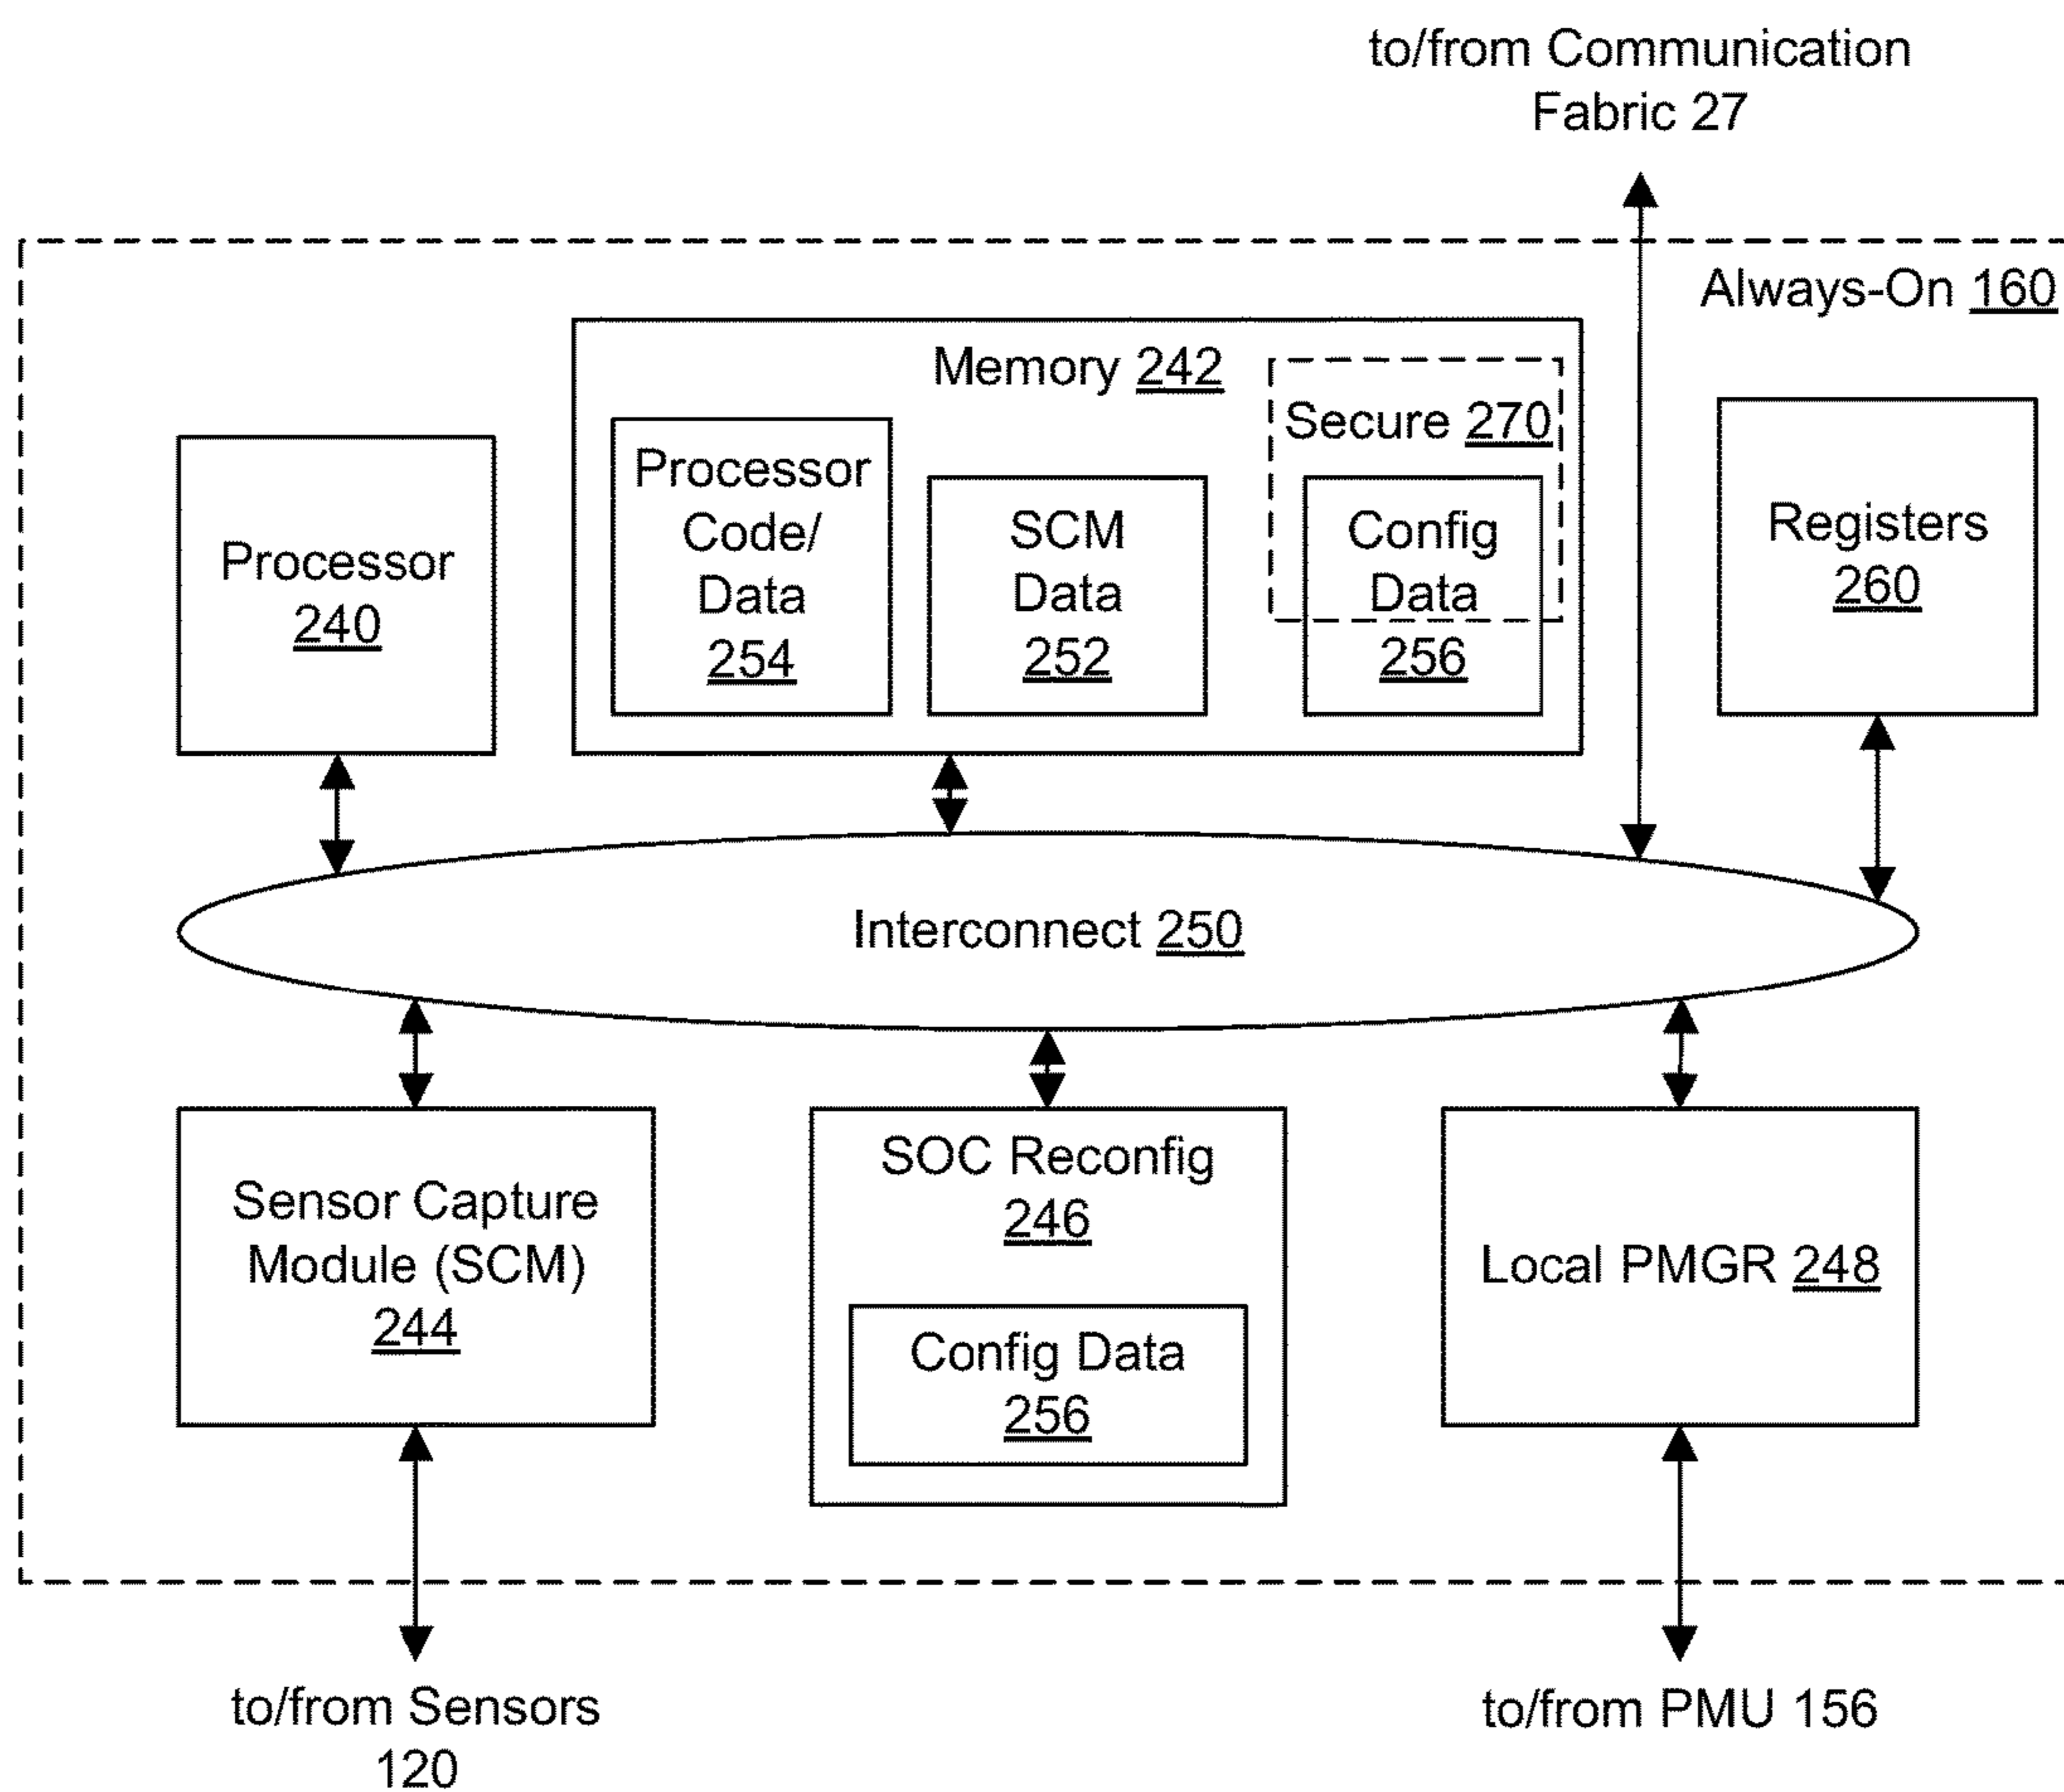 to/from Communication
Fabric 27
Always-On 160
Memory 242
Secure 270
Processor
Code/
Data
254
SCM
Data
252
Config
Data
256
Processor
240
Registers
260
Interconnect 250
Sensor Capture
Module (SCM)
244
SOC Reconfig
246
Config Data
256
Local PMGR 248
to/from Sensors
120
to/from PMU 156